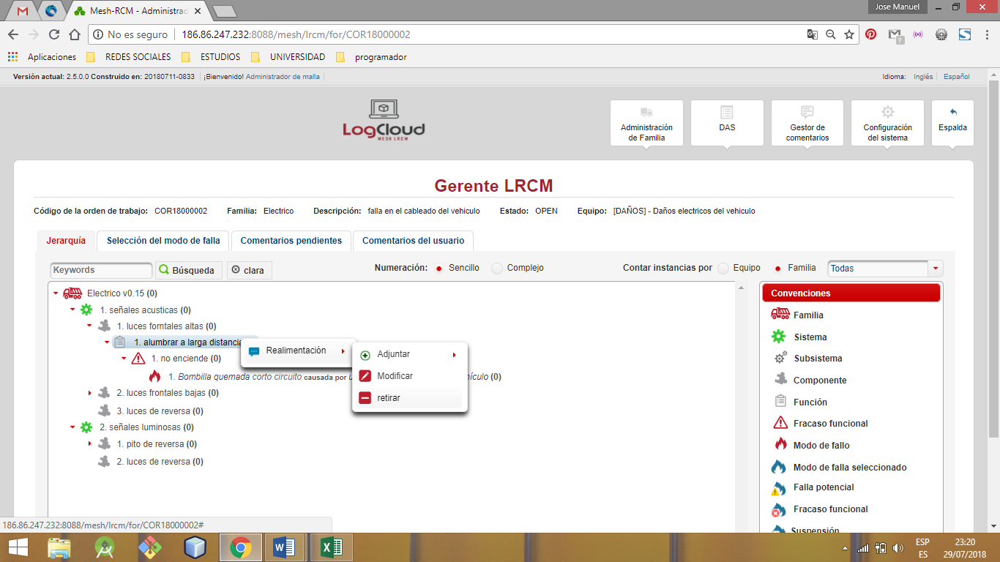 Jose Manuel
Mesh-RCM - Administrad
No es seguro | 186.86.247.232:8088/mesh/lrcm/for/COR18000002
Aplicaciones REDES SOCIALES ESTUDIOS UNIVERSIDAD programador
Versión actual: 2.5.0.0 Construido en: 20180711-0833 ¡Bienvenido! Administrador de malla
Idioma: Inglés Español
LogCloud
MESH LRCM
Administración
de Familia
DAS
Gestor de
comentarios
Configuración
del sistema
Espalda
Gerente LRCM
Código de la orden de trabajo: COR18000002 Familia: Electrico Descripción: falla en el cableado del vehiculo Estado: OPEN Equipo: [DAÑOS] - Daños electricos del vehiculo
Jerarquía Selección del modo de falla Comentarios pendientes Comentarios del usuario
Keywords Búsqueda clara Numeración: Sencillo Complejo Contar instancias por Equipo Familia Todas
Electrico v0.15 (0)
1. señales acusticas (0)
1. luces forntales altas (0)
1. alumbrar a larga distancia
1. no enciende (0)
1. Bombilla quemada corto circuito causada por
hículo (0)
2. luces frontales bajas (0)
3. luces de reversa (0)
2. señales luminosas (0)
1. pito de reversa (0)
2. luces de reversa (0)
Realimentación
Adjuntar
Modificar
retirar
Convenciones
Familia
Sistema
Subsistema
Componente
Función
Fracaso funcional
Modo de fallo
Modo de falla seleccionado
Falla potencial
Fracaso funcional
Suspensión
186.86.247.232:8088/mesh/lrcm/for/COR18000002#
ESP
ES
23:20
29/07/2018